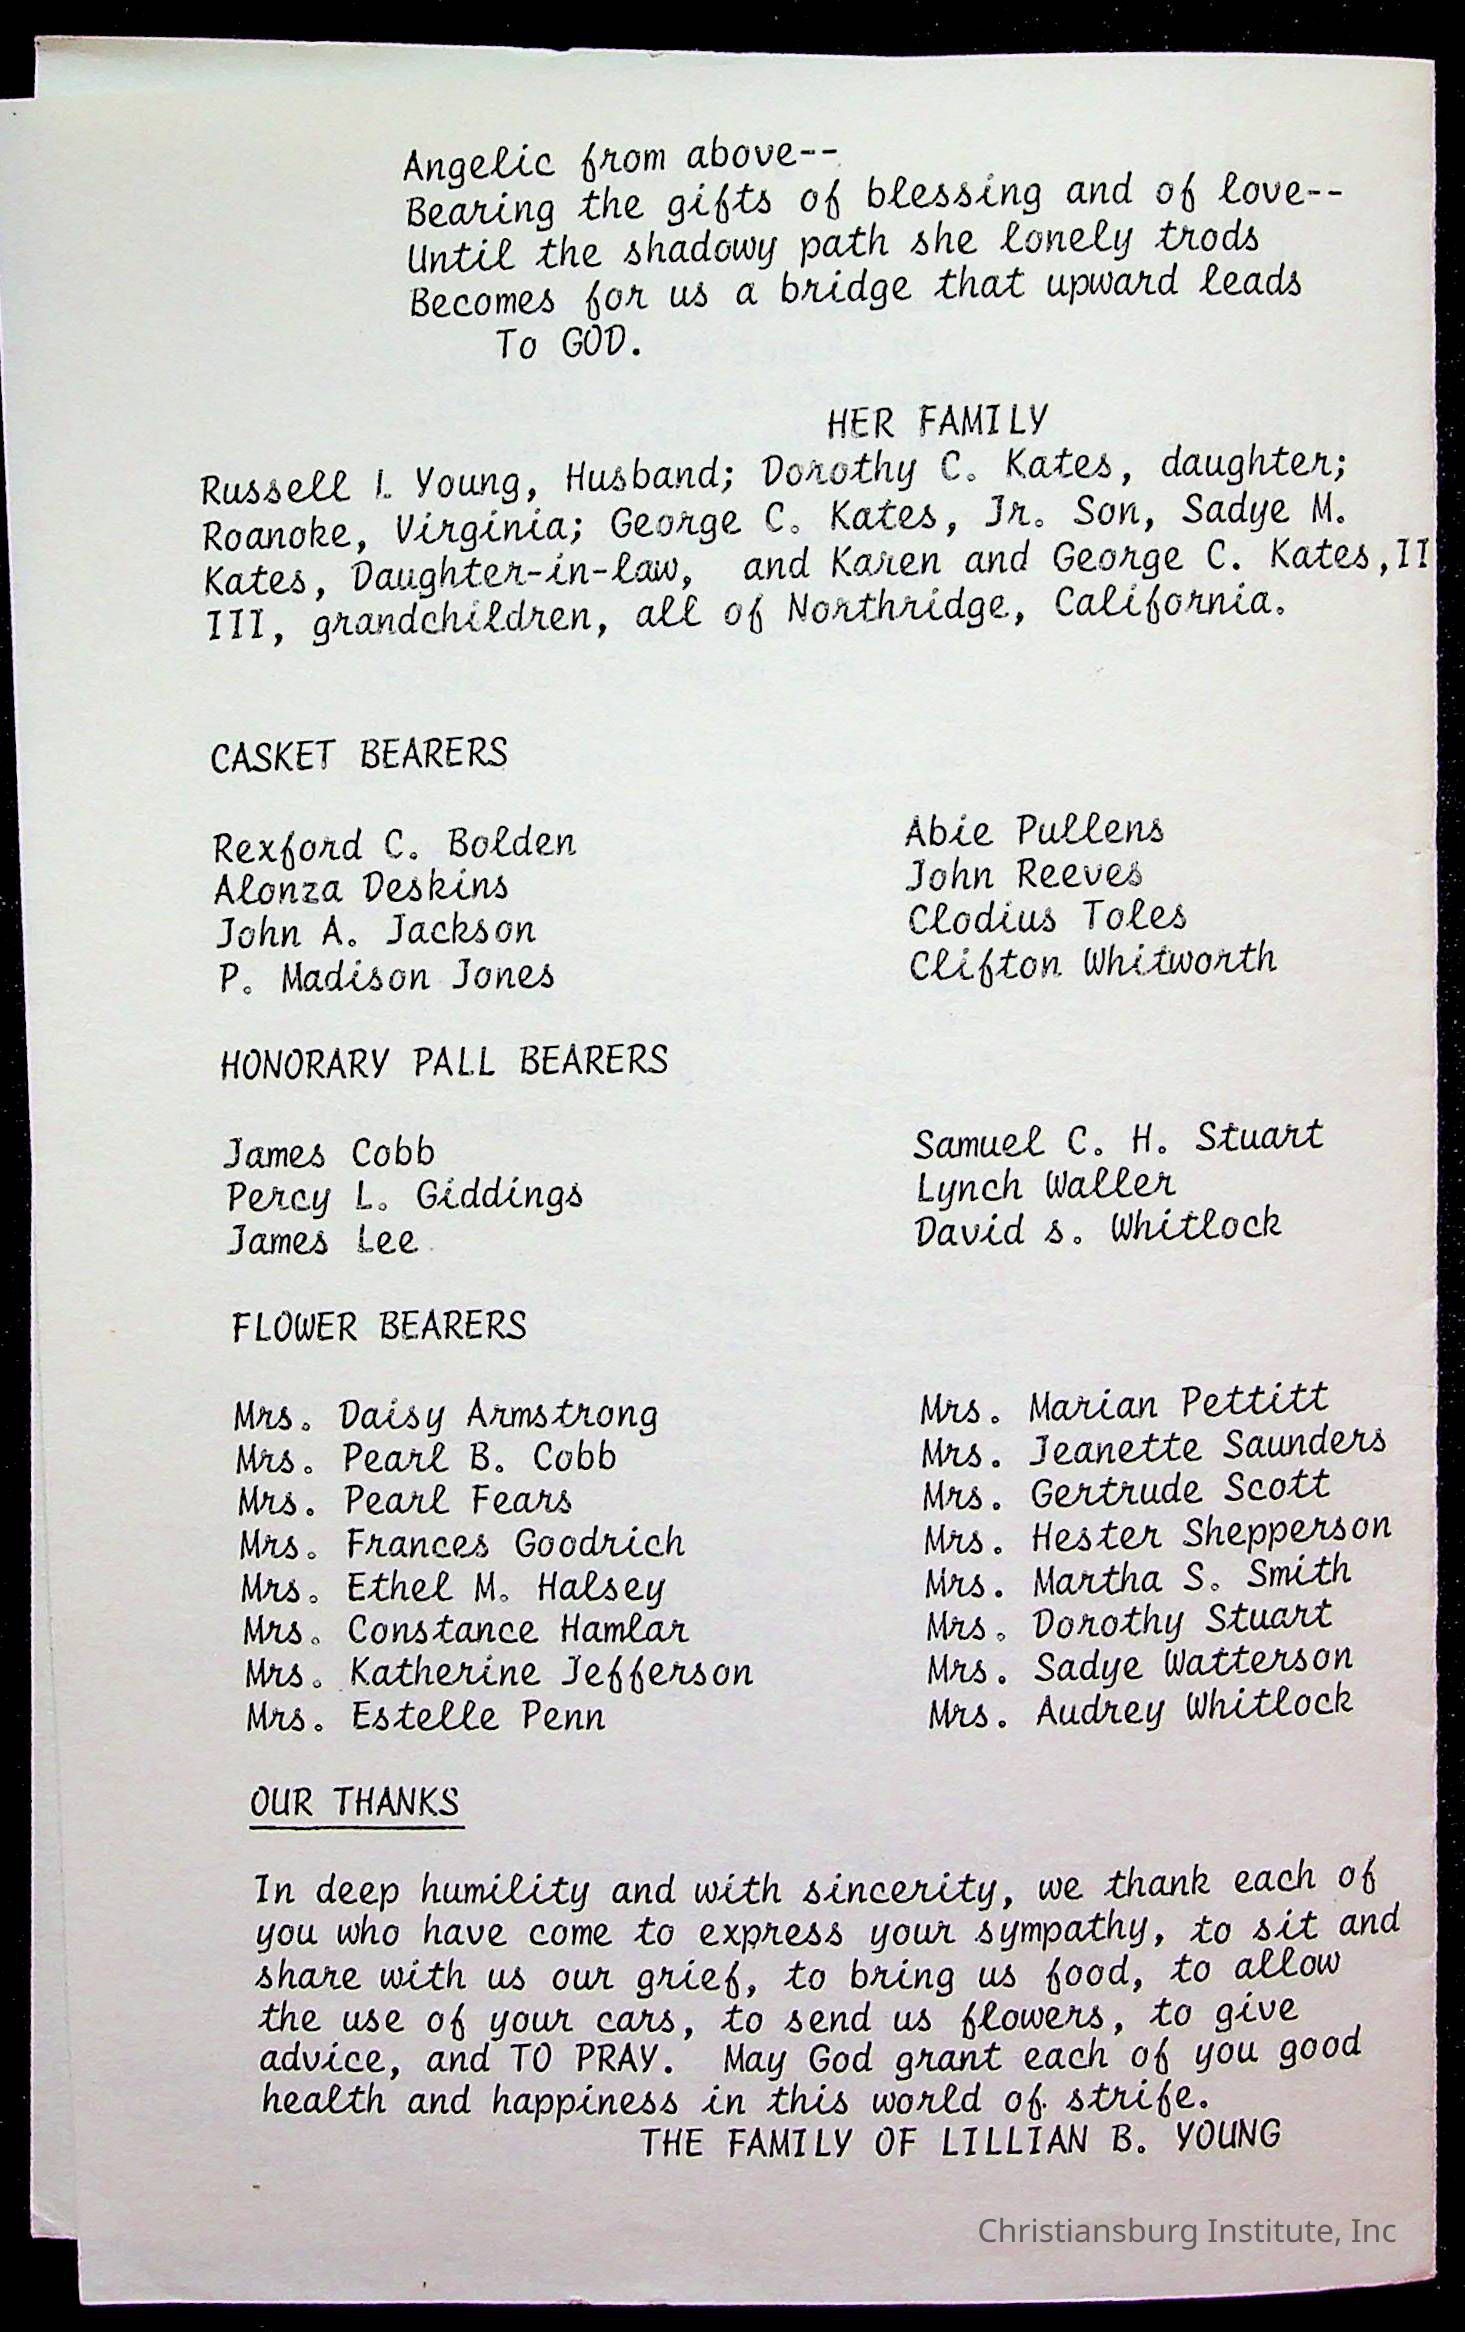 Angelic from above--
Bearing the gifts of blessing and of love--
Until the shadowy path she lonely trods
Becomes for us a bridge that upward leads
To GOD.
HER FAMILY
Russell I. Young, Husband; Dorothy C. Kates, daughter;
Roanoke, Virginia; George C. Kates, Jr. Son, Sadye M.
Kates, Daughter-in-law, and Karen and George C. Kates,II
III, grandchildren, all of Northridge, California.
CASKET BEARERS
Rexford C. Bolden
Alonza Deskins
John A. Jackson
P. Madison Jones
Abie Pullens
John Reeves
Clodius Toles
Clifton Whitworth
HONORARY PALL BEARERS
James Cobb
Percy L. Giddings
James Lee
Samuel C. H. Stuart
Lynch Waller
David s. Whitlock
FLOWER BEARERS
Mrs. Daisy Armstrong
Mrs. Pearl B. Cobb
Mrs. Pearl Fears
Mrs. Frances Goodrich
Mrs. Ethel M. Halsey
Mrs. Constance Hamlar
Mrs. Katherine Jefferson
Mrs. Estelle Penn
Mrs. Marian Pettitt
Mrs. Jeanette Saunders
Mrs. Gertrude Scott
Mrs. Hester Shepperson
Mrs. Martha S. Smith
Mrs. Dorothy Stuart
Mrs. Sadye Watterson
Mrs. Audrey Whitlock
OUR THANKS
In deep humility and with sincerity, we thank each of
you who have come to express your sympathy, to sit and
share with us our grief, to bring us food, to allow
the use of your cars, to send us flowers, to give
advice, and TO PRAY. May God grant each of you good
health and happiness in this world of strife.
THE FAMILY OF LILLIAN B. YOUNG
Christiansburg Institute, Inc